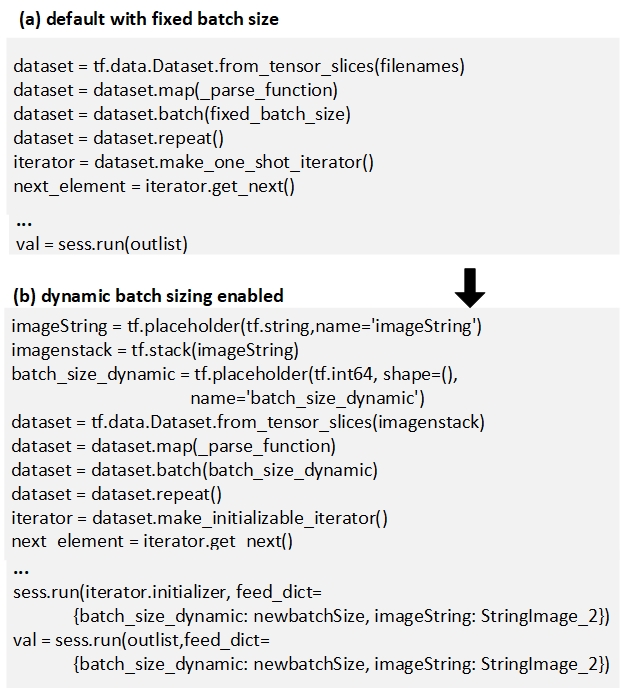 (a) default with fixed batch size
dataset = tf.data.Dataset.from_tensor_slices(filenames)
dataset = dataset.map(_parse_function)
dataset = dataset.batch(fixed_batch_size)
dataset = dataset.repeat()
iterator = dataset.make_one_shot_iterator()
next_element = iterator.get_next()
...
val = sess.run(outlist)
(b) dynamic batch sizing enabled
imageString = tf.placeholder(tf.string,name='imageString')
imagenstack = tf.stack(imageString)
batch_size_dynamic = tf.placeholder(tf.int64, shape=(),
name='batch_size_dynamic')
dataset = tf.data.Dataset.from_tensor_slices(imagenstack)
dataset = dataset.map(_parse_function)
dataset = dataset.batch(batch_size_dynamic)
dataset = dataset.repeat()
iterator = dataset.make_initializable_iterator()
next_element = iterator.get_next()
...
sess.run(iterator.initializer, feed_dict=
{batch_size_dynamic: newbatchSize, imageString: StringImage_2})
val = sess.run(outlist,feed_dict=
{batch_size_dynamic: newbatchSize, imageString: StringImage_2})